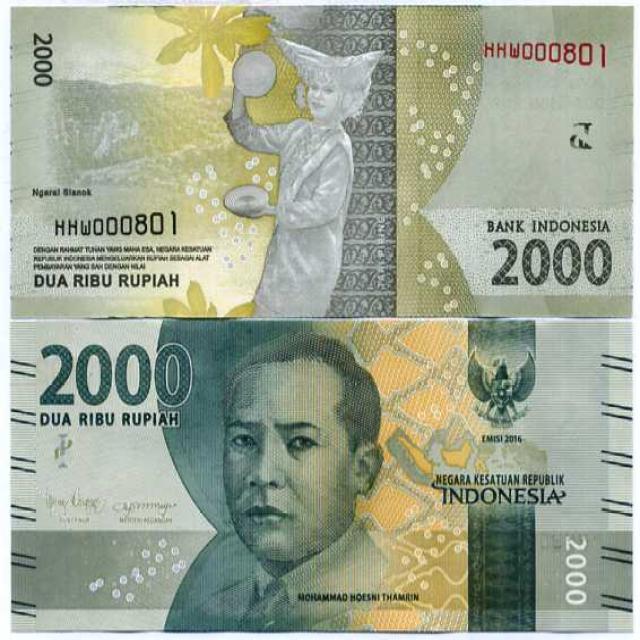 2000
HHW000801
Ngarai Sianok
HHW000801
DENGAN RAHMAT TUHAN YANG MAHA ESA, NEGARA KESATUAN
REPUBLIK INDONESIA MENGELUARKAN RUPIAH SEBAGAI ALAT
PEMBAYARAN YANG SAH DENGAN NILAI
DUA RIBU RUPIAH
BANK INDONESIA
2000
2000
DUA RIBU RUPIAH
EMISI 2016
NEGARA KESATUAN REPUBLIK
INDONESIA
MOHAMMAD HOESNI THAMRIN
2000